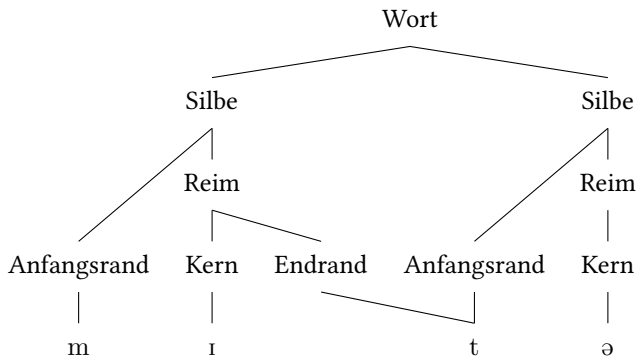 Wort
Silbe Silbe
Reim Reim
Anfangsrand Kern Endrand Anfangsrand Kern
m ɪ t ə